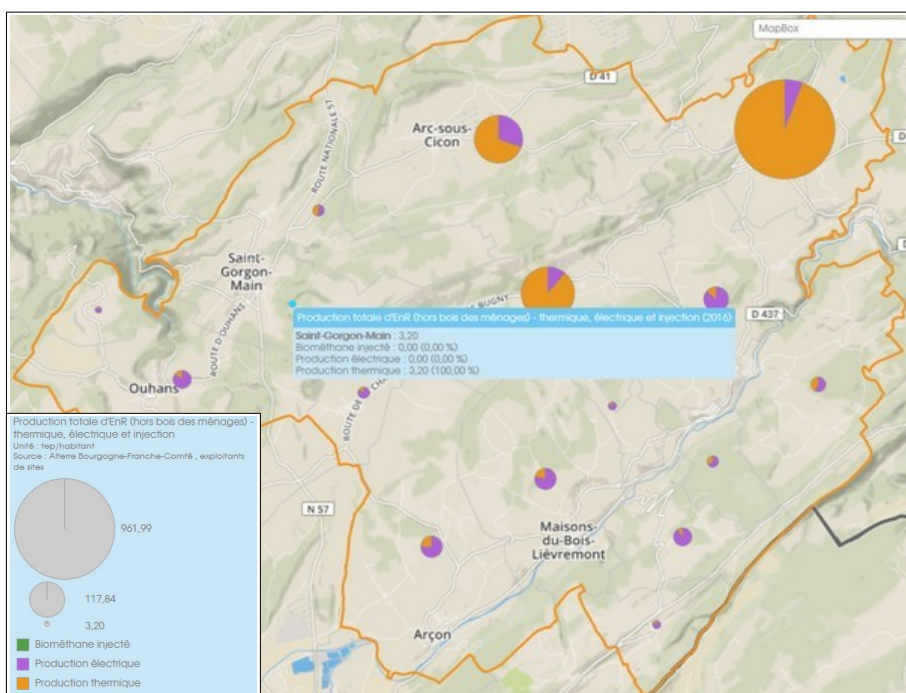 MapBox
D 41
Arc-sous-
Cicon
ROUTE NATIONALE 57
D
Saint-
Gorgon-
Main
D
BUGNY
D 437
Production totale d'EnR (hors bois des ménages) - thermique, électrique et injection (2016)
Saint-Gorgon-Main : 3,20
Biométhane injecté : 0,00 (0,00 %)
Production électrique : 0,00 (0,00 %)
Production thermique : 3,20 (100,00 %)
ROUTE D'OUHANS
Ouhans
ROUTE DE CHA
Production totale d'EnR (hors bois des ménages) -
thermique, électrique et injection
Unité : tep/habitant
Source : Alterre Bourgogne-Franche-Comté , exploitants
de sites
961,99
117,84
3,20
Biométhane injecté
Production électrique
Production thermique
N 57
Maisons-
du-Bois-
Lièvremont
Arçon